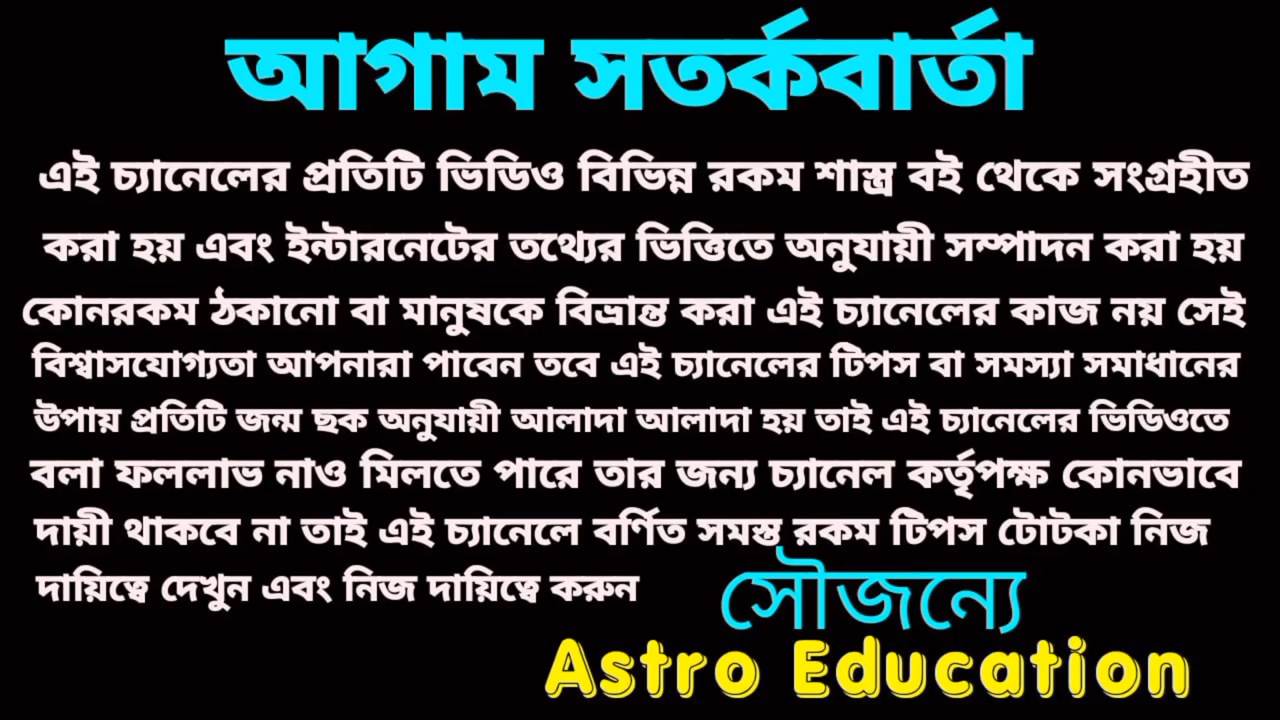 আগাম সতর্কবার্তা
এই চ্যানেলের প্রতিটি ভিডিও বিভিন্ন রকম শাস্ত্র বই থেকে সংগ্রহীত
করা হয় এবং ইন্টারনেটের তথ্যের ভিত্তিতে অনুযায়ী সম্পাদন করা হয়
কোনরকম ঠকানো বা মানুষকে বিভ্রান্ত করা এই চ্যানেলের কাজ নয় সেই
বিশ্বাসযোগ্যতা আপনারা পাবেন তবে এই চ্যানেলের টিপস বা সমস্যা সমাধানের
উপায় প্রতিটি জন্ম ছক অনুযায়ী আলাদা আলাদা হয় তাই এই চ্যানেলের ভিডিওতে
বলা ফললাভ নাও মিলতে পারে তার জন্য চ্যানেল কর্তৃপক্ষ কোনভাবে
দায়ী থাকবে না তাই এই চ্যানেলে বর্ণিত সমস্ত রকম টিপস টোটকা নিজ
দায়িত্বে দেখুন এবং নিজ দায়িত্বে করুন
সৌজন্যে
Astro Education